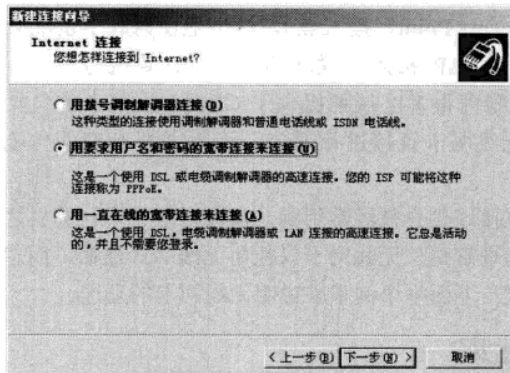 新建连接向导
Internet 连接
您想怎样连接到 Internet?
用拨号调制解调器连接(D)
这种类型的连接使用调制解调器和普通电话线或 ISDN 电话线。
用要求用户名和密码的宽带连接来连接(U)
这是一个使用 DSL 或电缆调制解调器的高速连接。您的 ISP 可能将这种
连接称为 PPPoE。
用一直在线的宽带连接来连接(A)
这是一个使用 DSL，电缆调制解调器或 LAN 连接的高速连接。它总是活动
的，并且不需要您登录。
< 上一步(B)
下一步(N) >
取消